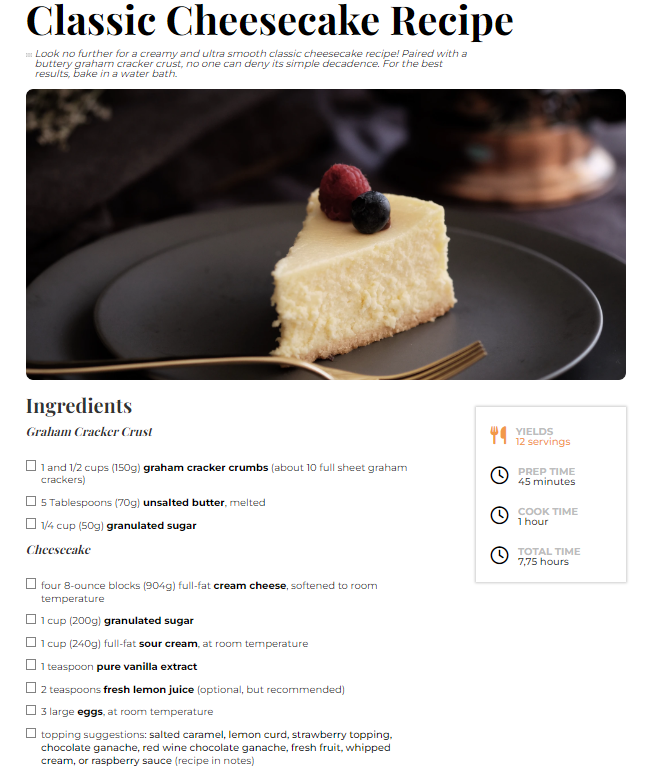 Classic Cheesecake Recipe
Look no further for a creamy and ultra smooth classic cheesecake recipe! Paired with a
buttery graham cracker crust, no one can deny its simple decadence. For the best
results, bake in a water bath.
Ingredients
Graham Cracker Crust
1 and 1/2 cups (150g) graham cracker crumbs (about 10 full sheet graham
crackers)
5 Tablespoons (70g) unsalted butter, melted
1/4 cup (50g) granulated sugar
Cheesecake
four 8-ounce blocks (904g) full-fat cream cheese, softened to room
temperature
1 cup (200g) granulated sugar
1 cup (240g) full-fat sour cream, at room temperature
1 teaspoon pure vanilla extract
2 teaspoons fresh lemon juice (optional, but recommended)
3 large eggs, at room temperature
topping suggestions: salted caramel, lemon curd, strawberry topping,
chocolate ganache, red wine chocolate ganache, fresh fruit, whipped
cream, or raspberry sauce (recipe in notes)
YIELDS
12 servings
PREP TIME
45 minutes
COOK TIME
1 hour
TOTAL TIME
7,75 hours